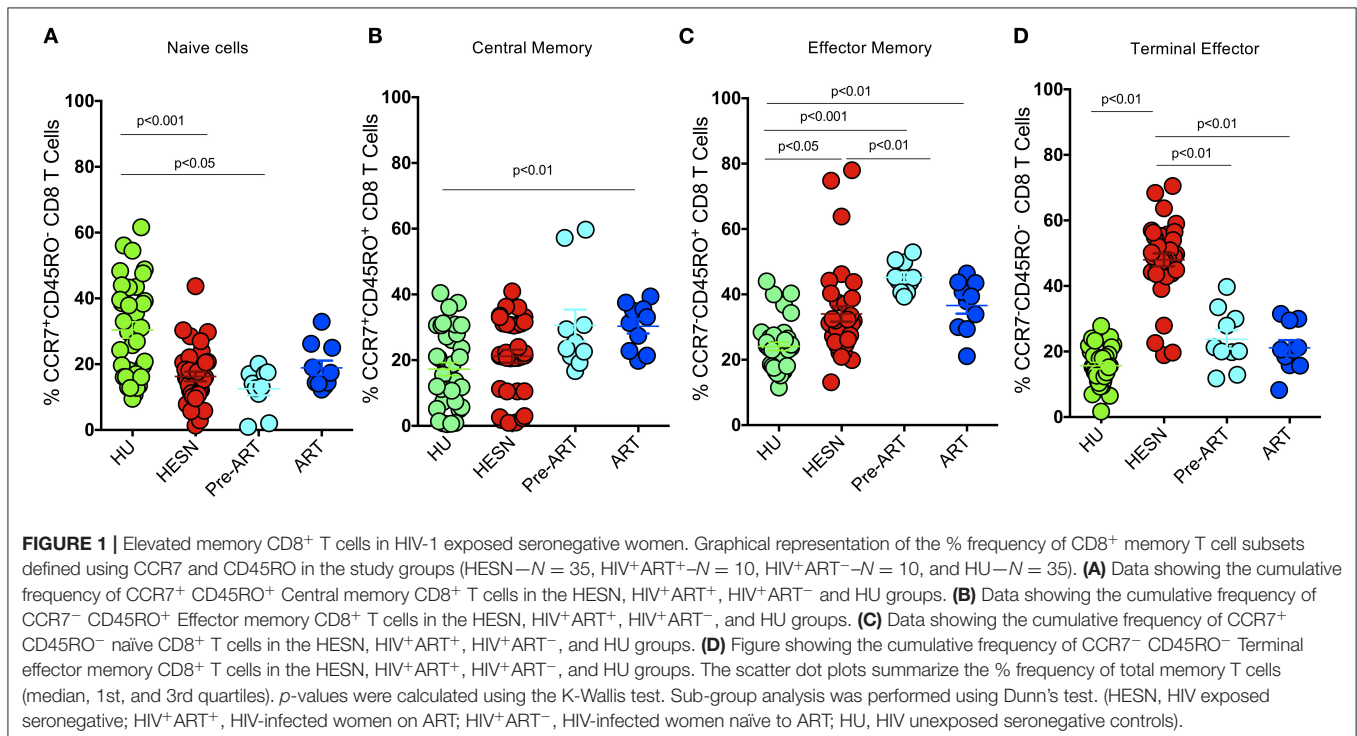 A
Naive cells
% CCR7+CD45RO- CD8 T Cells
100
80
60
40
20
0
p<0.001
p<0.05
HU
HESN
Pre-ART
ART
B
Central Memory
% CCR7+CD45RO+ CD8 T Cells
100
80
60
40
20
0
p<0.01
HU
HESN
Pre-ART
ART
C
Effector Memory
% CCR7-CD45RO+ CD8 T Cells
100
80
60
40
20
0
p<0.01
p<0.001
p<0.05
p<0.01
HU
HESN
Pre-ART
ART
D
Terminal Effector
% CCR7-CD45RO- CD8 T Cells
100
80
60
40
20
0
p<0.01
p<0.01
p<0.01
HU
HESN
Pre-ART
ART
FIGURE 1 | Elevated memory CD8+ T cells in HIV-1 exposed seronegative women. Graphical representation of the % frequency of CD8+ memory T cell subsets
defined using CCR7 and CD45RO in the study groups (HESN—N = 35, HIV+ART+–N = 10, HIV+ART−–N = 10, and HU—N = 35). (A) Data showing the cumulative
frequency of CCR7+ CD45RO+ Central memory CD8+ T cells in the HESN, HIV+ART+, HIV+ART− and HU groups. (B) Data showing the cumulative frequency of
CCR7− CD45RO+ Effector memory CD8+ T cells in the HESN, HIV+ART+, HIV+ART−, and HU groups. (C) Data showing the cumulative frequency of CCR7+
CD45RO− naïve CD8+ T cells in the HESN, HIV+ART+, HIV+ART−, and HU groups. (D) Figure showing the cumulative frequency of CCR7− CD45RO− Terminal
effector memory CD8+ T cells in the HESN, HIV+ART+, HIV+ART−, and HU groups. The scatter dot plots summarize the % frequency of total memory T cells
(median, 1st, and 3rd quartiles). p-values were calculated using the K-Wallis test. Sub-group analysis was performed using Dunn's test. (HESN, HIV exposed
seronegative; HIV+ART+, HIV-infected women on ART; HIV+ART−, HIV-infected women naïve to ART; HU, HIV unexposed seronegative controls).